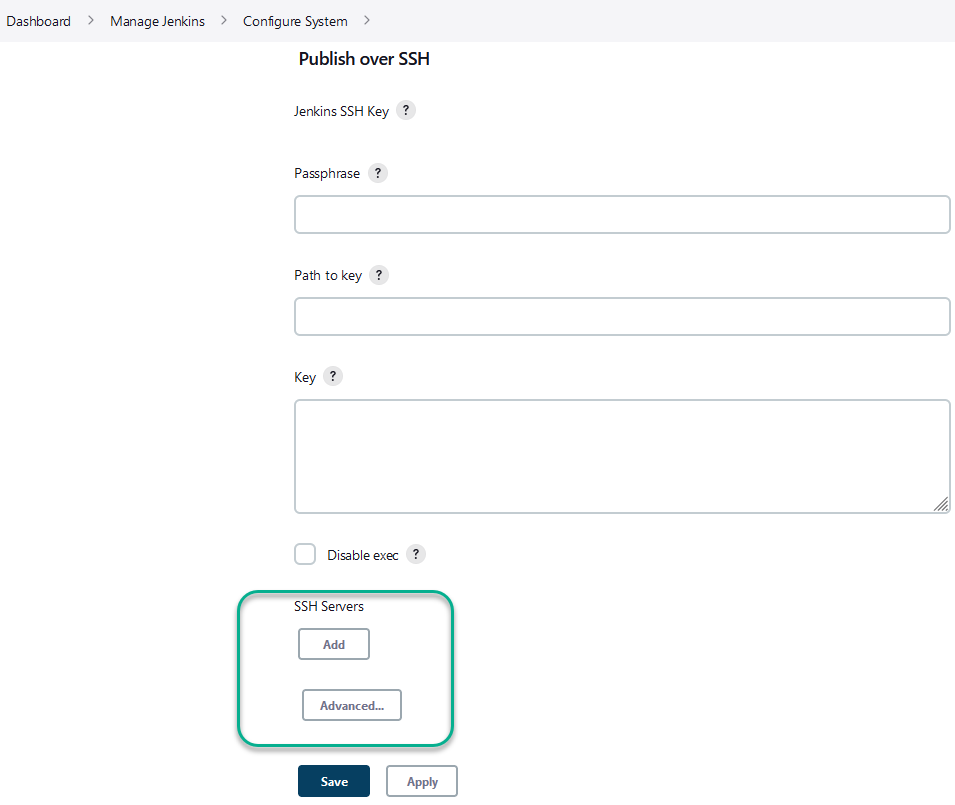 Dashboard > Manage Jenkins > Configure System >
Publish over SSH
Jenkins SSH Key ?
Passphrase ?
Path to key ?
Key ?
Disable exec ?
SSH Servers
Add
Advanced...
Save Apply